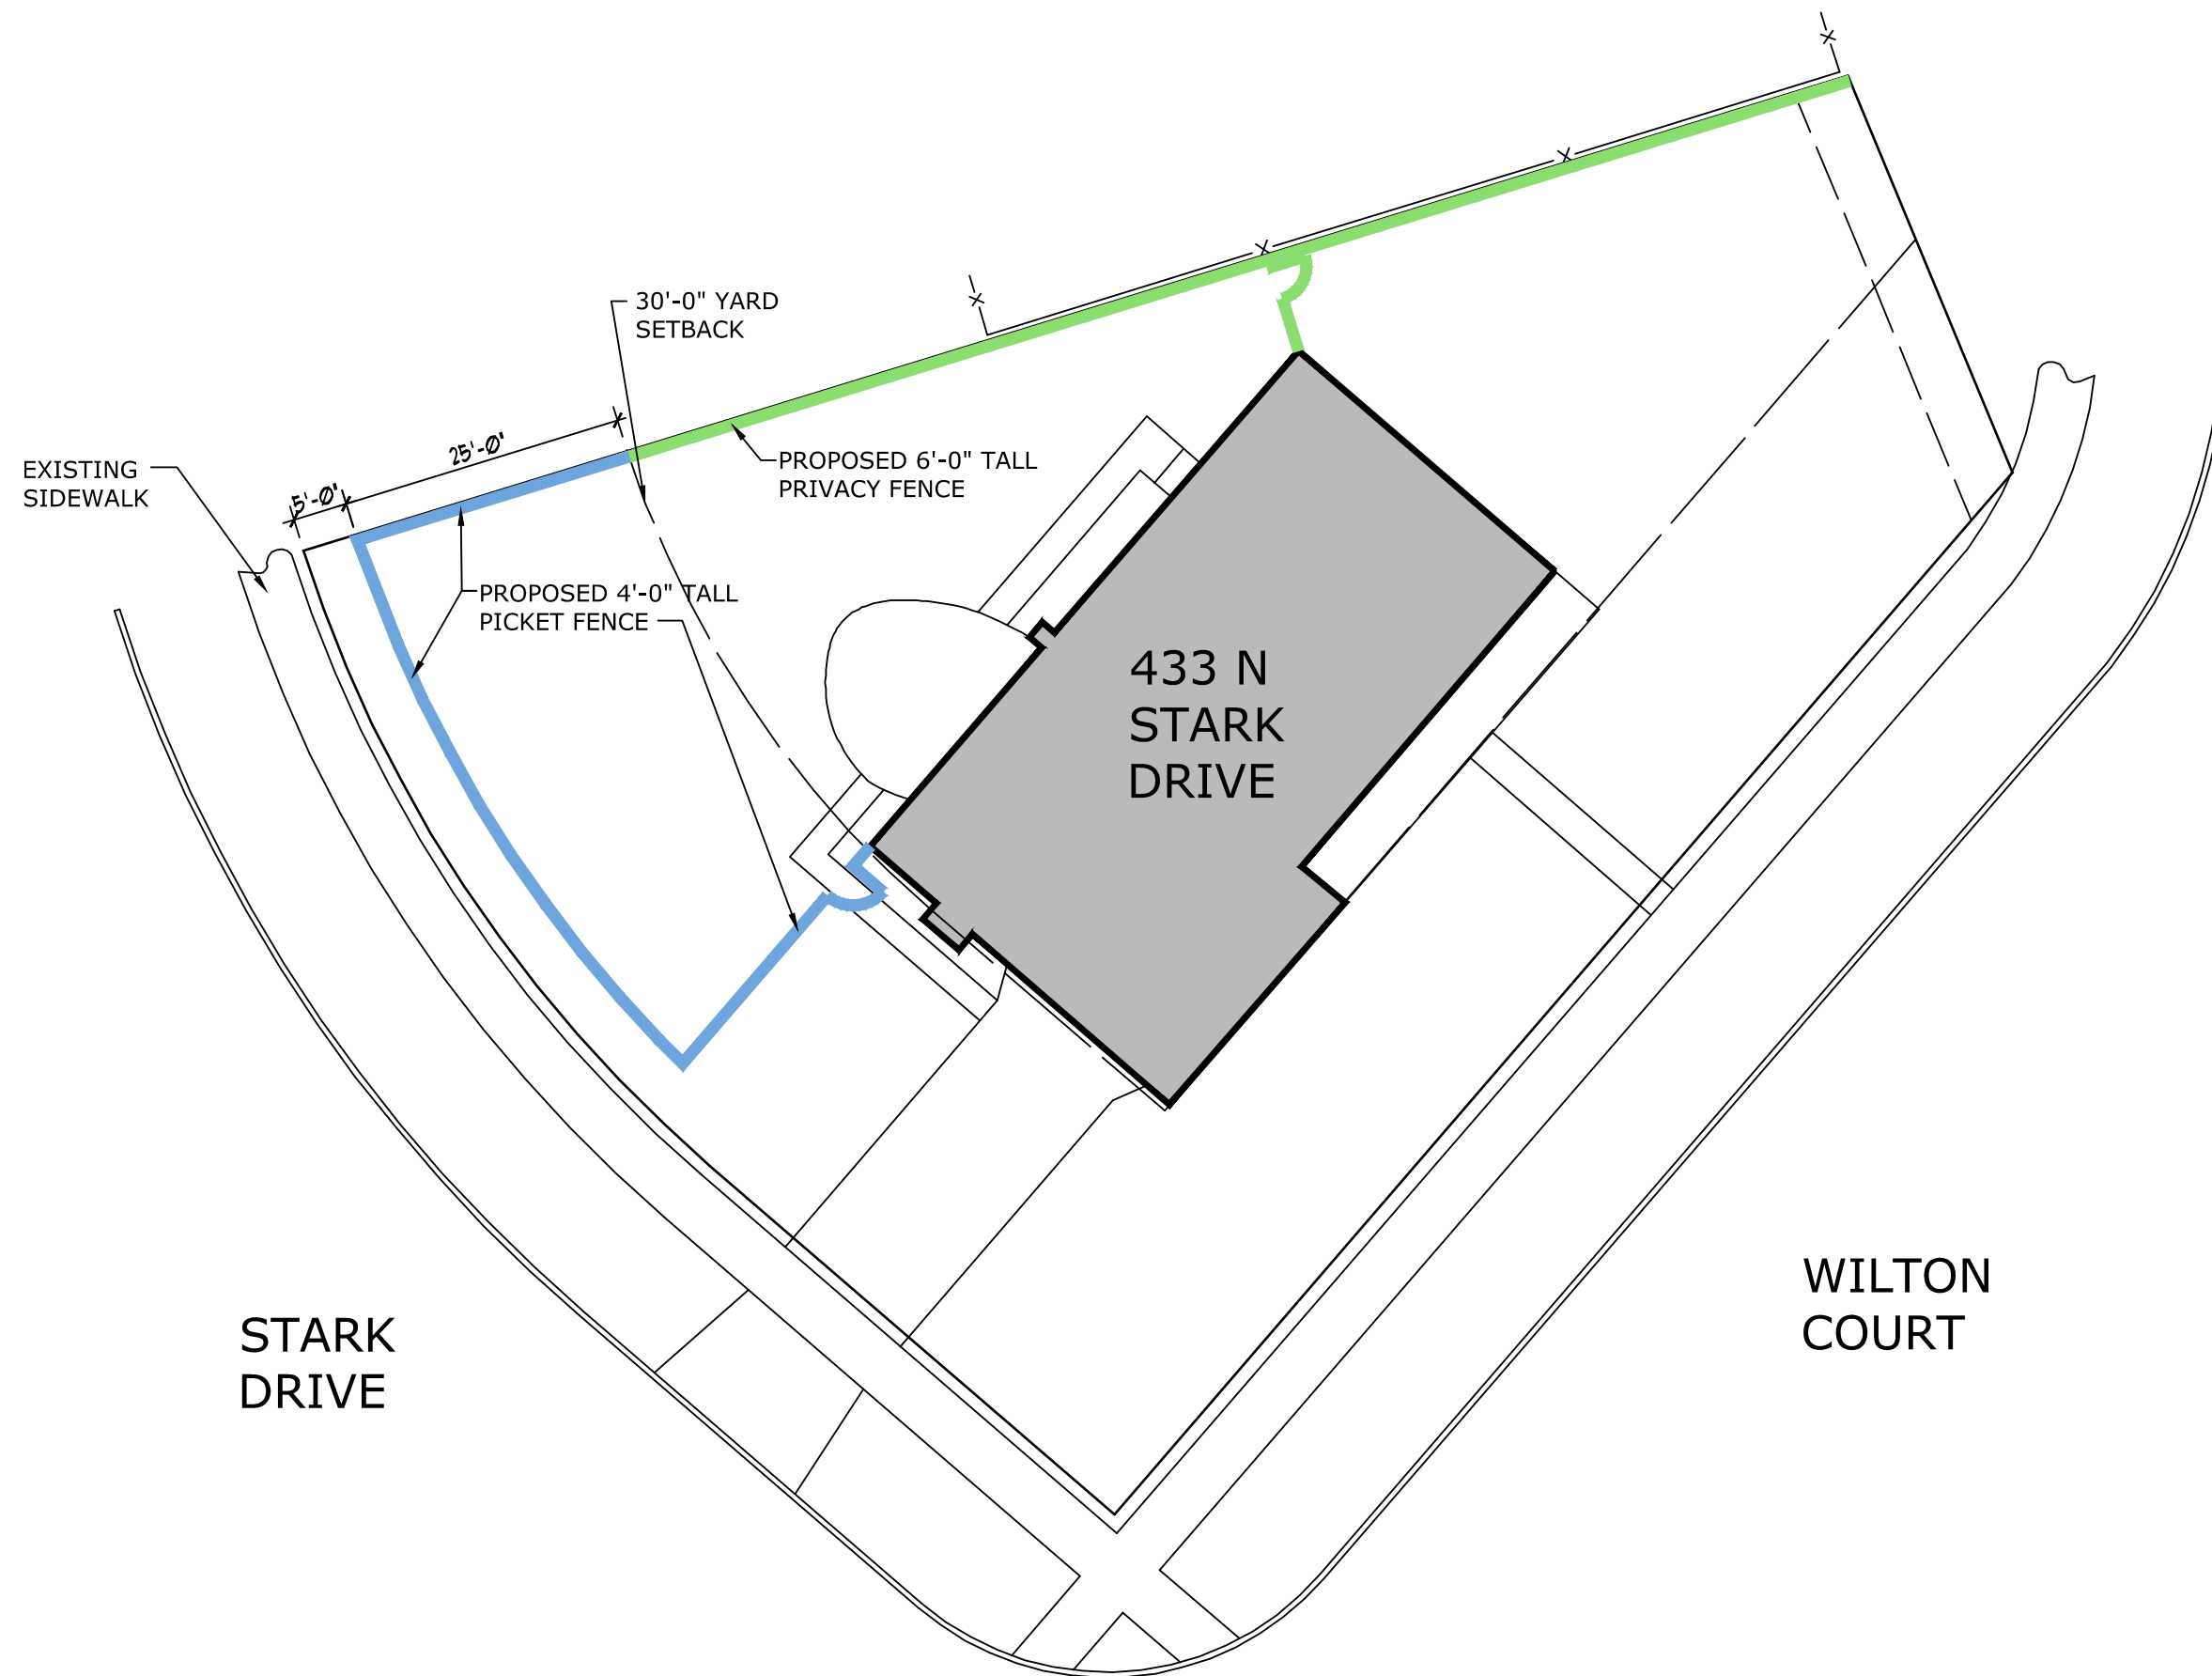 30'-0" YARD
SETBACK
25'-0"
5'-0"
EXISTING
SIDEWALK
PROPOSED 6'-0" TALL
PRIVACY FENCE
PROPOSED 4'-0" TALL
PICKET FENCE
433 N
STARK
DRIVE
WILTON
COURT
STARK
DRIVE